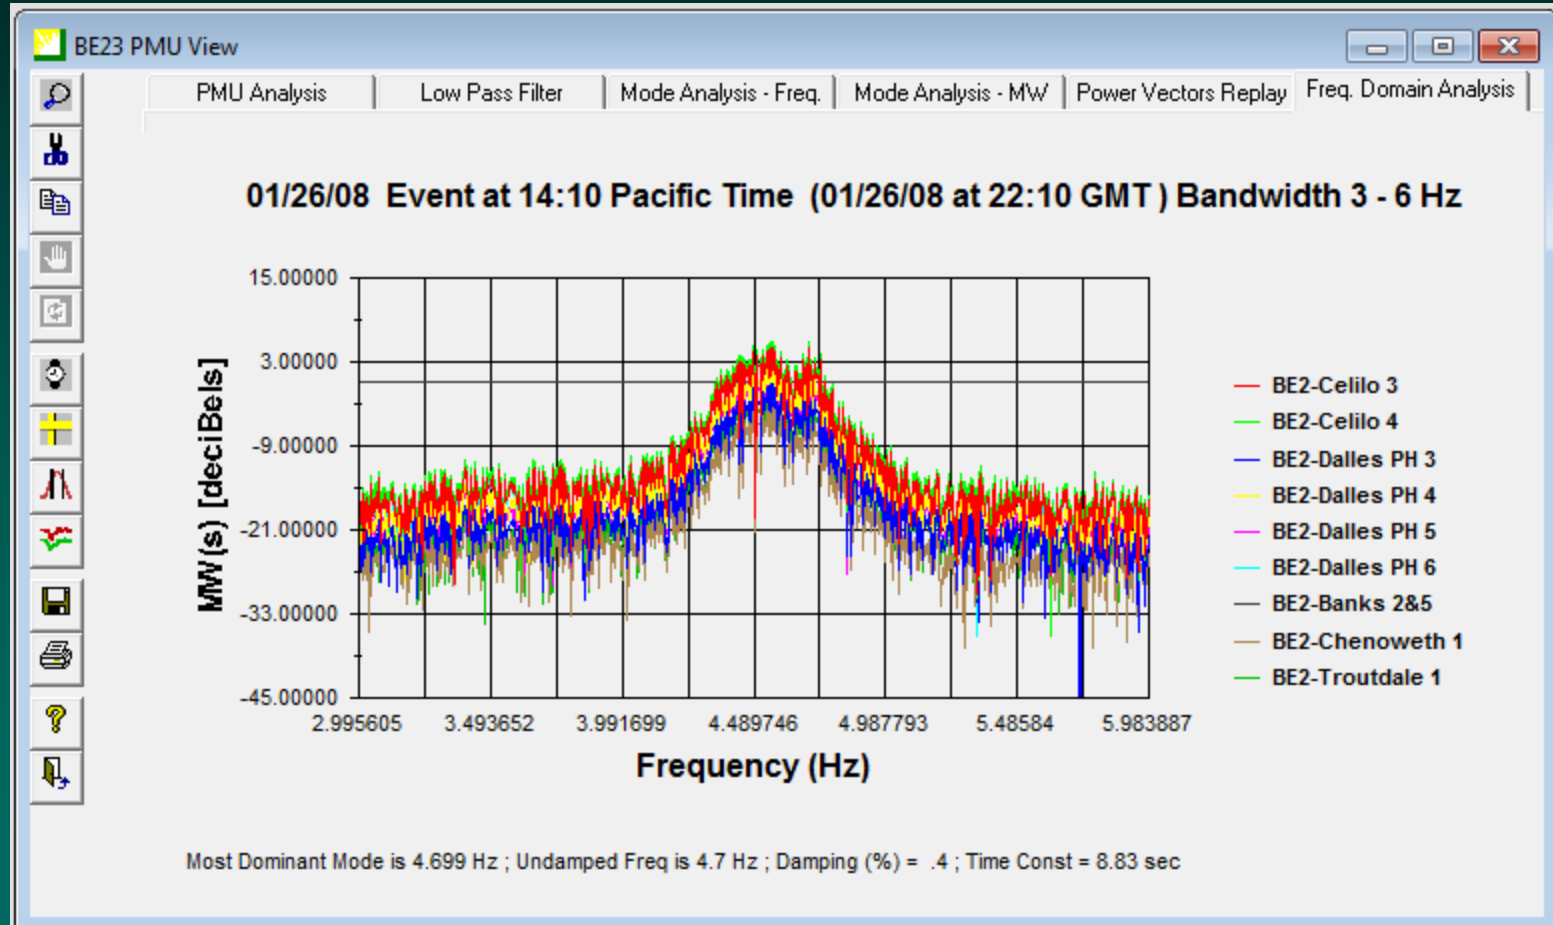 BE23 PMU View
PMU Analysis
Low Pass Filter
Mode Analysis - Freq.
Mode Analysis - MW
Power Vectors Replay
Freq. Domain Analysis
01/26/08 Event at 14:10 Pacific Time (01/26/08 at 22:10 GMT ) Bandwidth 3 - 6 Hz
MW(s) [deciBels]
15.00000
3.00000
-9.00000
-21.00000
-33.00000
-45.00000
2.995605 3.493652 3.991699 4.489746 4.987793 5.48584 5.983887
Frequency (Hz)
BE2-Celilo 3
BE2-Celilo 4
BE2-Dalles PH 3
BE2-Dalles PH 4
BE2-Dalles PH 5
BE2-Dalles PH 6
BE2-Banks 2&5
BE2-Chenoweth 1
BE2-Troutdale 1
Most Dominant Mode is 4.699 Hz ; Undamped Freq is 4.7 Hz ; Damping (%) = .4 ; Time Const = 8.83 sec